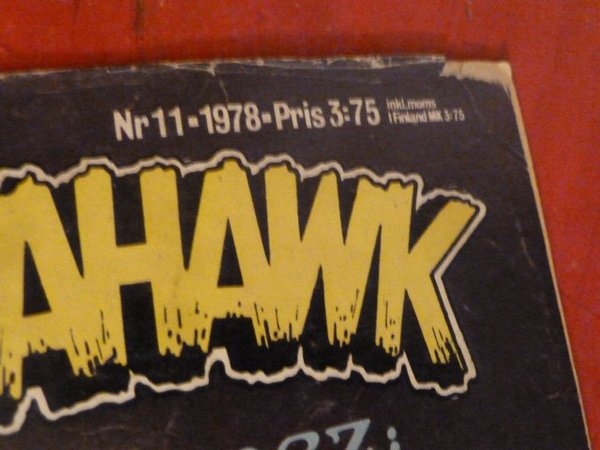 Nr 11 - 1978 - Pris 3:75 inkl. moms
i Finland MK 3:75
AHAWK